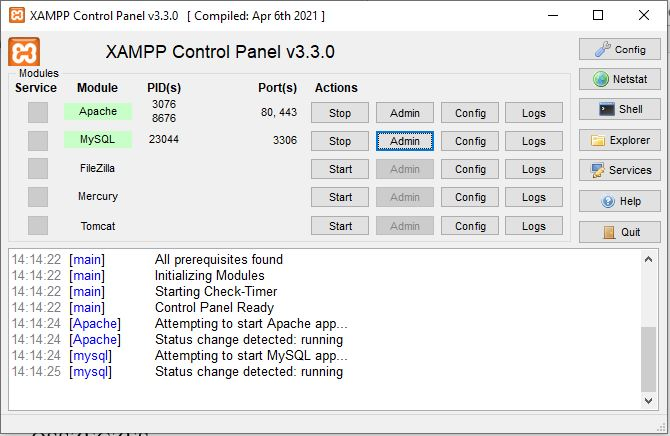 XAMPP Control Panel v3.3.0 [ Compiled: Apr 6th 2021 ]
XAMPP Control Panel v3.3.0
Config
Modules
Service Module PID(s) Port(s) Actions
Netstat
Apache 3076 8676 80, 443 Stop Admin Config Logs
Shell
MySQL 23044 3306 Stop Admin Config Logs
Explorer
FileZilla Start Admin Config Logs
Services
Mercury Start Admin Config Logs
Help
Tomcat Start Admin Config Logs
Quit
14:14:22 [main] All prerequisites found
14:14:22 [main] Initializing Modules
14:14:22 [main] Starting Check-Timer
14:14:22 [main] Control Panel Ready
14:14:24 [Apache] Attempting to start Apache app...
14:14:24 [Apache] Status change detected: running
14:14:24 [mysql] Attempting to start MySQL app...
14:14:25 [mysql] Status change detected: running